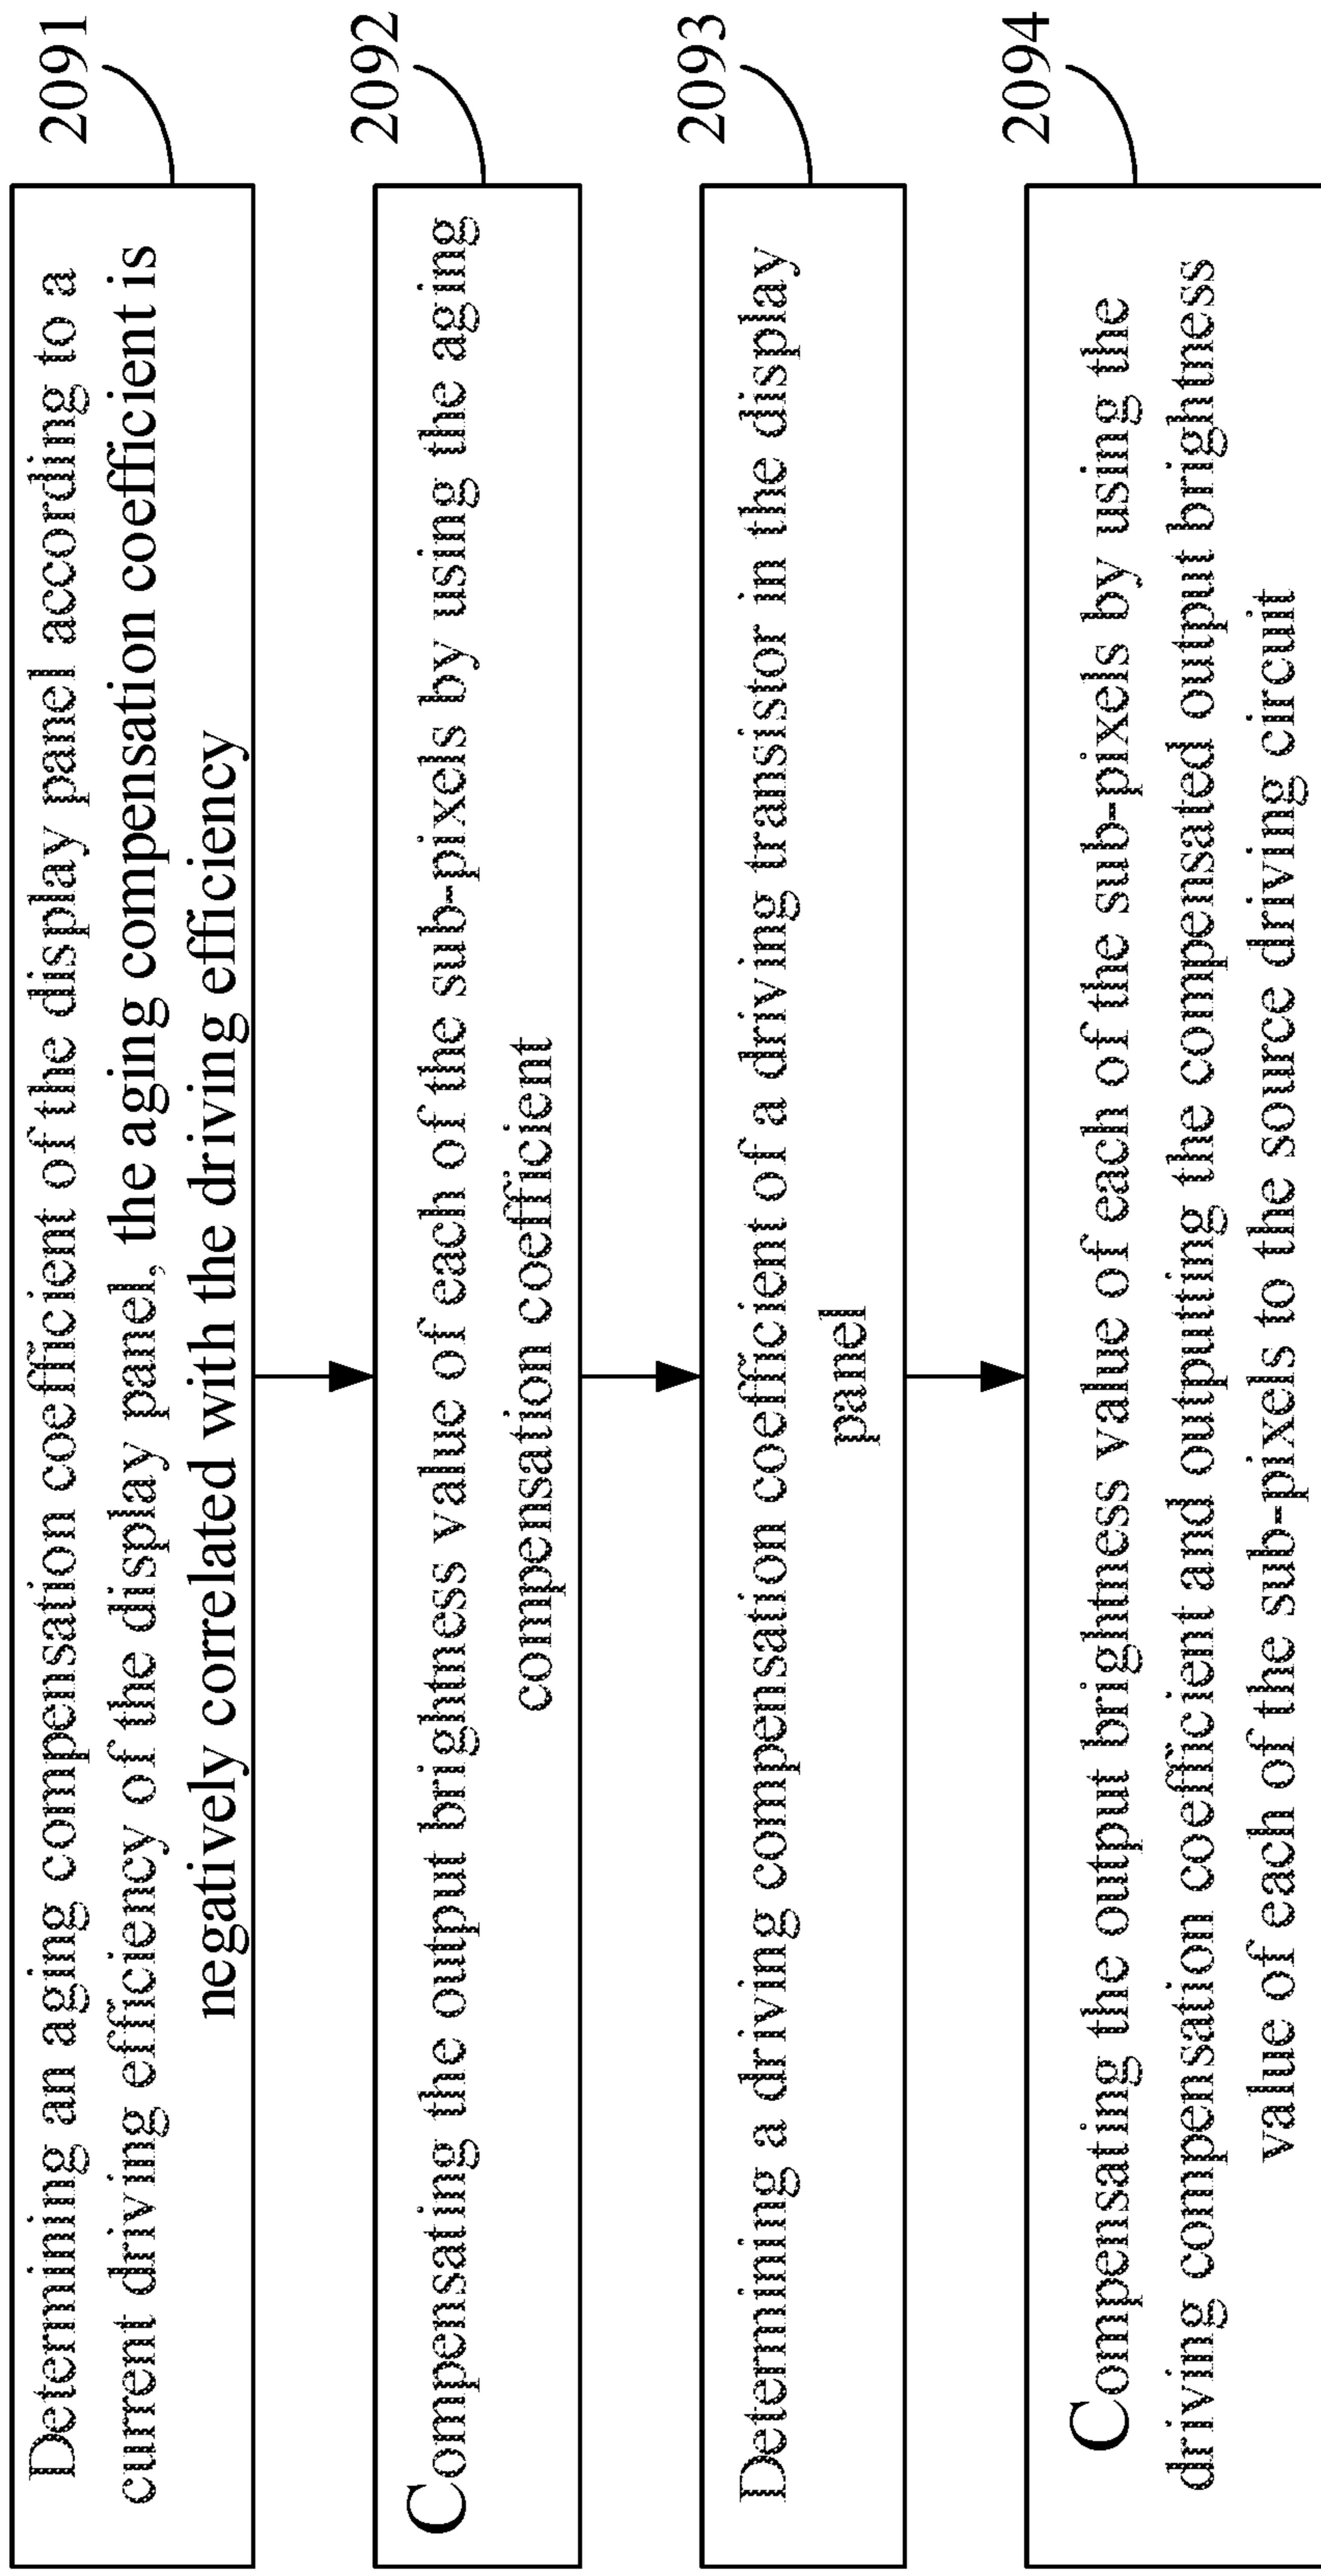 Determining an aging compensation coefficient of the display panel according to a
current driving efficiency of the display panel, the aging compensation coefficient is
negatively correlated with the driving efficiency
2091
Compensating the output brightness value of each of the sub-pixels by using the aging
compensation coefficient
2092
Determining a driving compensation coefficient of a driving transistor in the display
panel
2093
Compensating the output brightness value of each of the sub-pixels by using the
driving compensation coefficient and outputting the compensated output brightness
value of each of the sub-pixels to the source driving circuit
2094